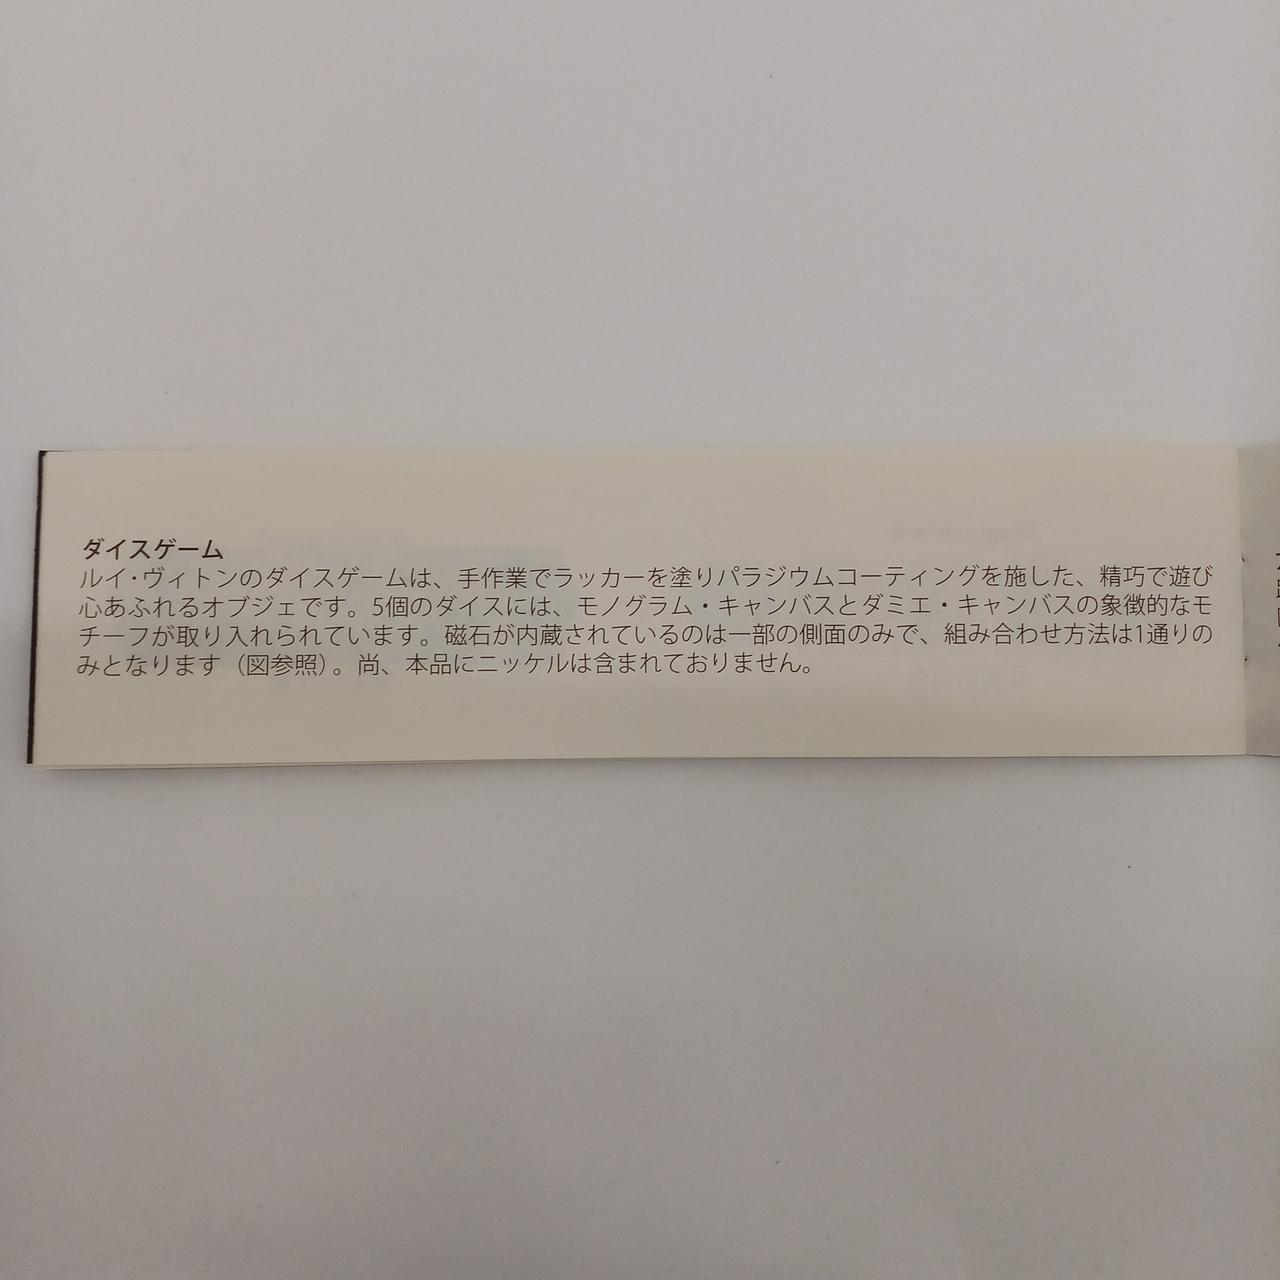 ダイスゲーム
ルイ・ヴィトンのダイスゲームは、手作業でラッカーを塗りパラジウムコーティングを施した、精巧で遊び
心あふれるオブジェです。5個のダイスには、モノグラム・キャンバスとダミエ・キャンバスの象徴的なモ
チーフが取り入れられています。磁石が内蔵されているのは一部の側面のみで、組み合わせ方法は1通りの
みとなります（図参照）。尚、本品にニッケルは含まれておりません。